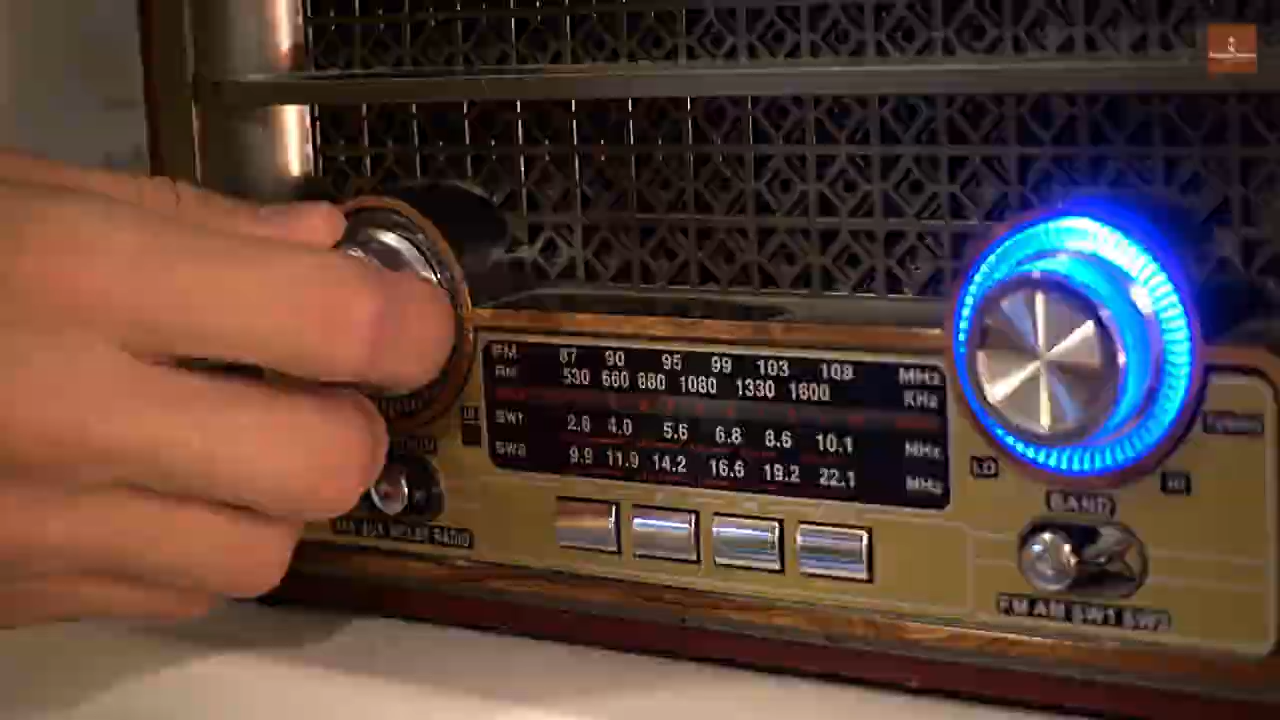 FM 87 90 95 99 103 108 MHz
AM 530 660 880 1080 1330 1600 KHz
SW1 2.8 4.0 5.6 6.8 8.6 10.1 MHz
SW2 9.9 11.9 14.2 16.6 19.2 22.1 MHz
LO
HI
BAND
RADIO
FM AM SW1 SW2